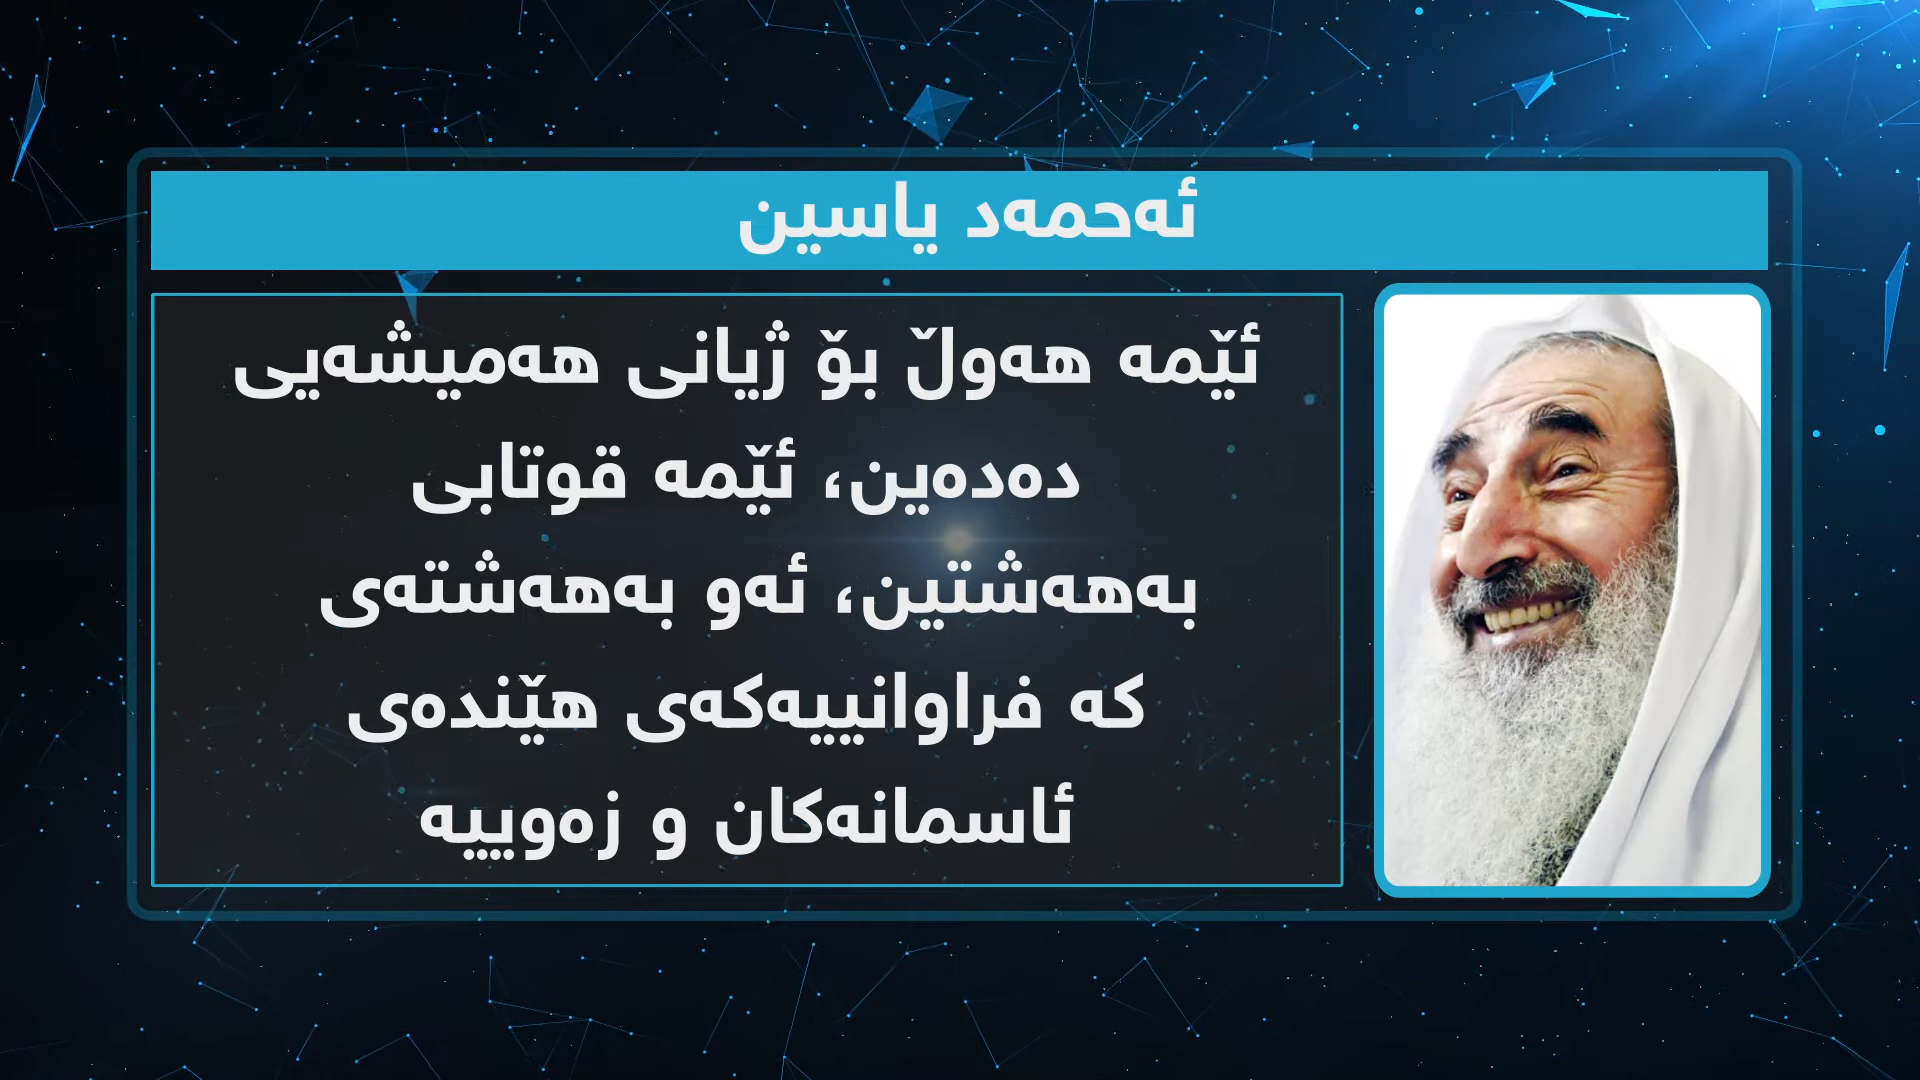 ئەحمەد یاسین
ئێمە هەوڵ بۆ ژیانی هەمیشەیی
دەدەین، ئێمە قوتابی
بەهەشتین، ئەو بەهەشتەی
کە فراوانییەکەی هێندەی
ئاسمانەکان و زەوییە